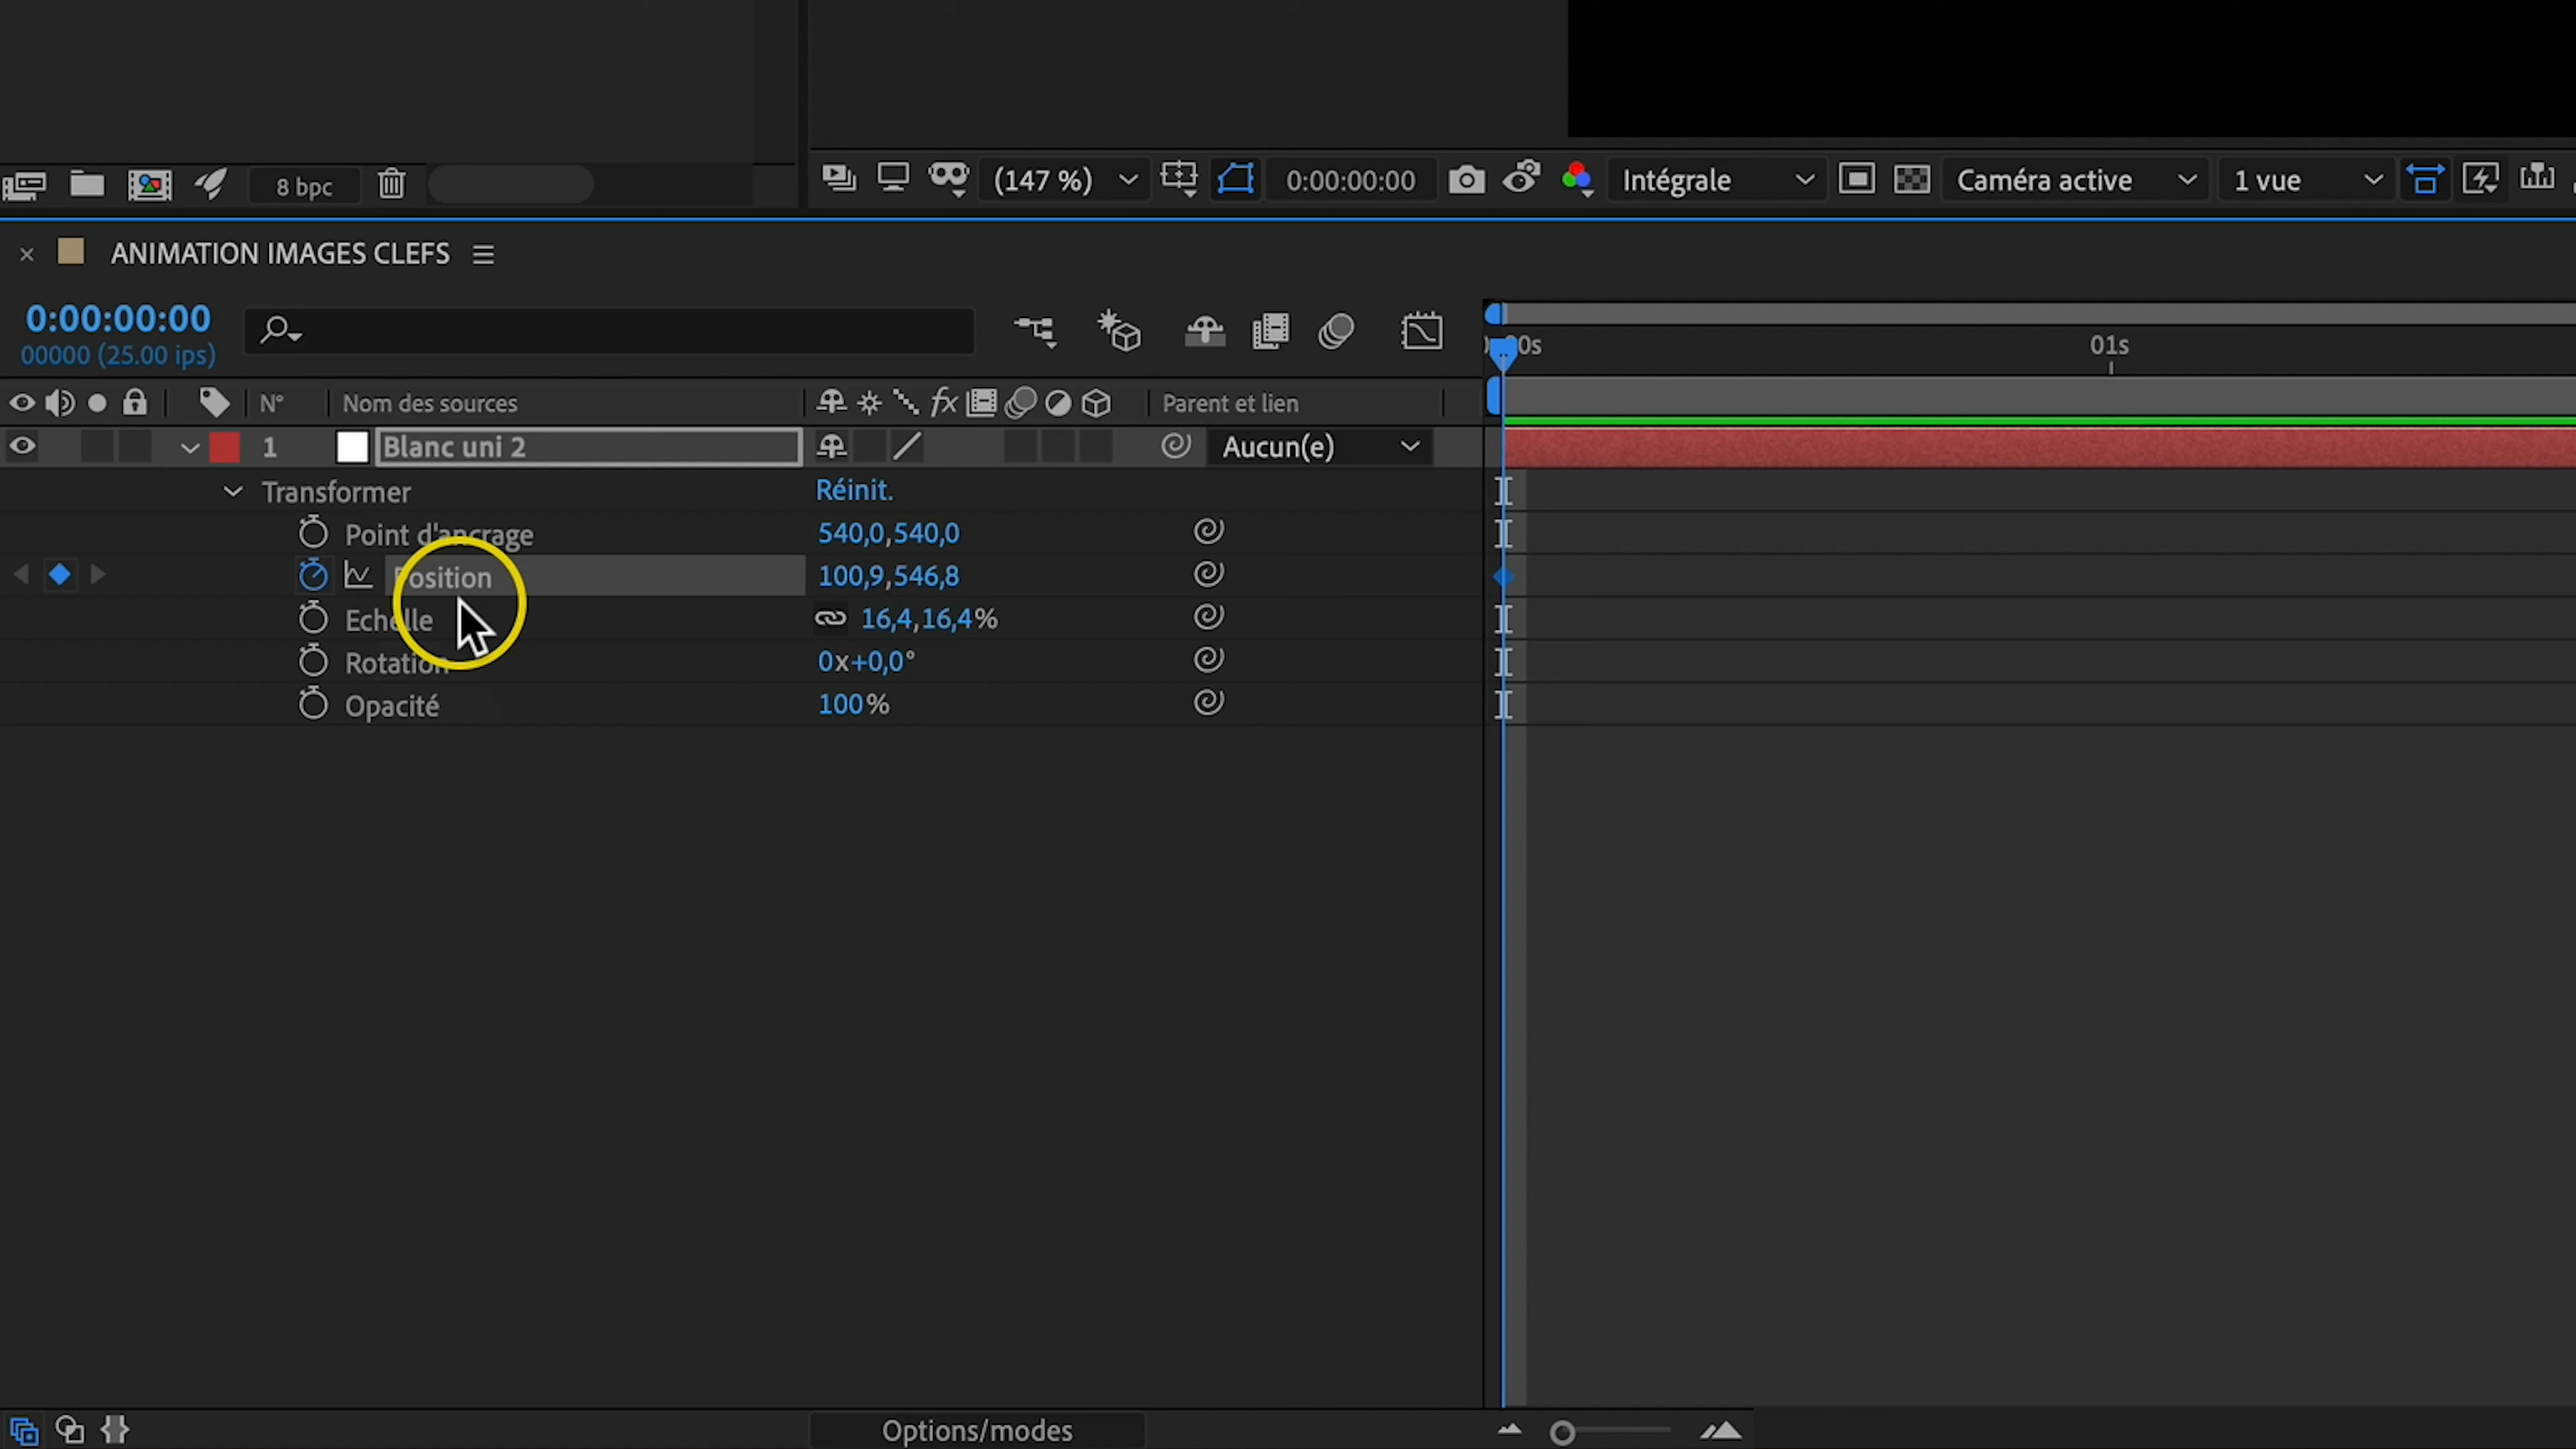 8 bpc
(147 %)
0:00:00:00
Intégrale
Caméra active
1 vue
ANIMATION IMAGES CLEFS
0:00:00:00
00000 (25.00 ips)
01s
N°
Nom des sources
fx
Parent et lien
1
Blanc uni 2
Aucun(e)
Transformer
Réinit.
Point d'ancrage
540,0,540,0
Position
100,9,546,8
Echelle
16,4,16,4%
Rotation
0x+0,0°
Opacité
100%
Options/modes